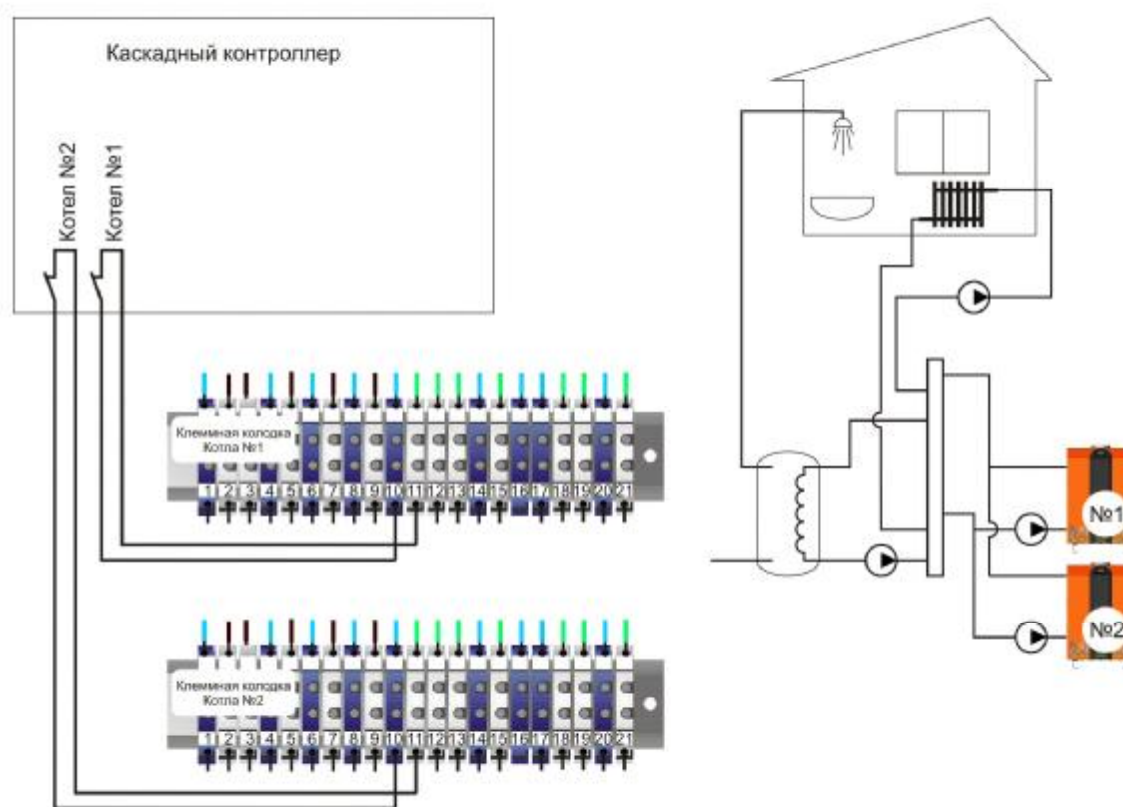 Каскадный контроллер
Котел №2
Котел №1
Клеммная колодка
Котла №1
1 2 3 4 5 6 7 8 9 10 11 12 13 14 15 16 17 18 19 20 21
Клеммная колодка
Котла №2
1 2 3 4 5 6 7 8 9 10 11 12 13 14 15 16 17 18 19 20 21
№1
№2